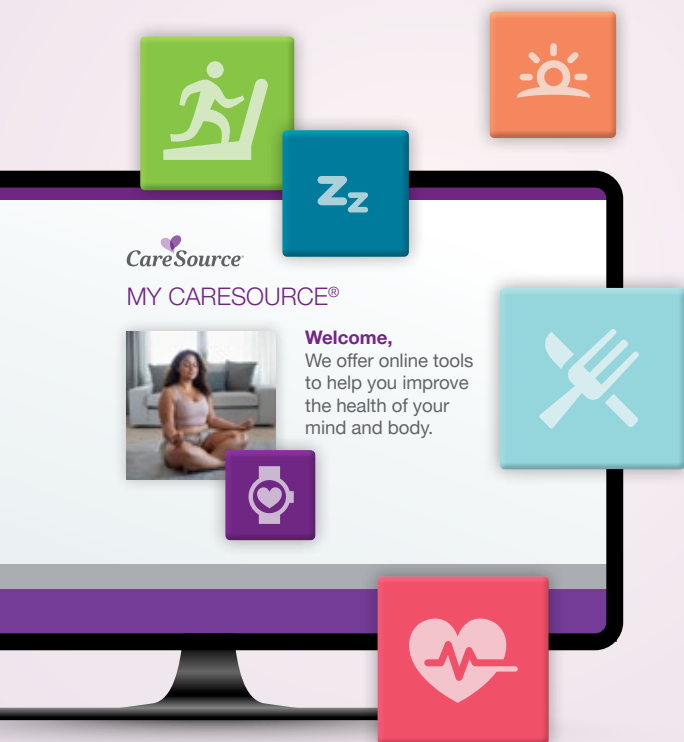 Zz
CareSource
MY CARESOURCE®
Welcome,
We offer online tools
to help you improve
the health of your
mind and body.